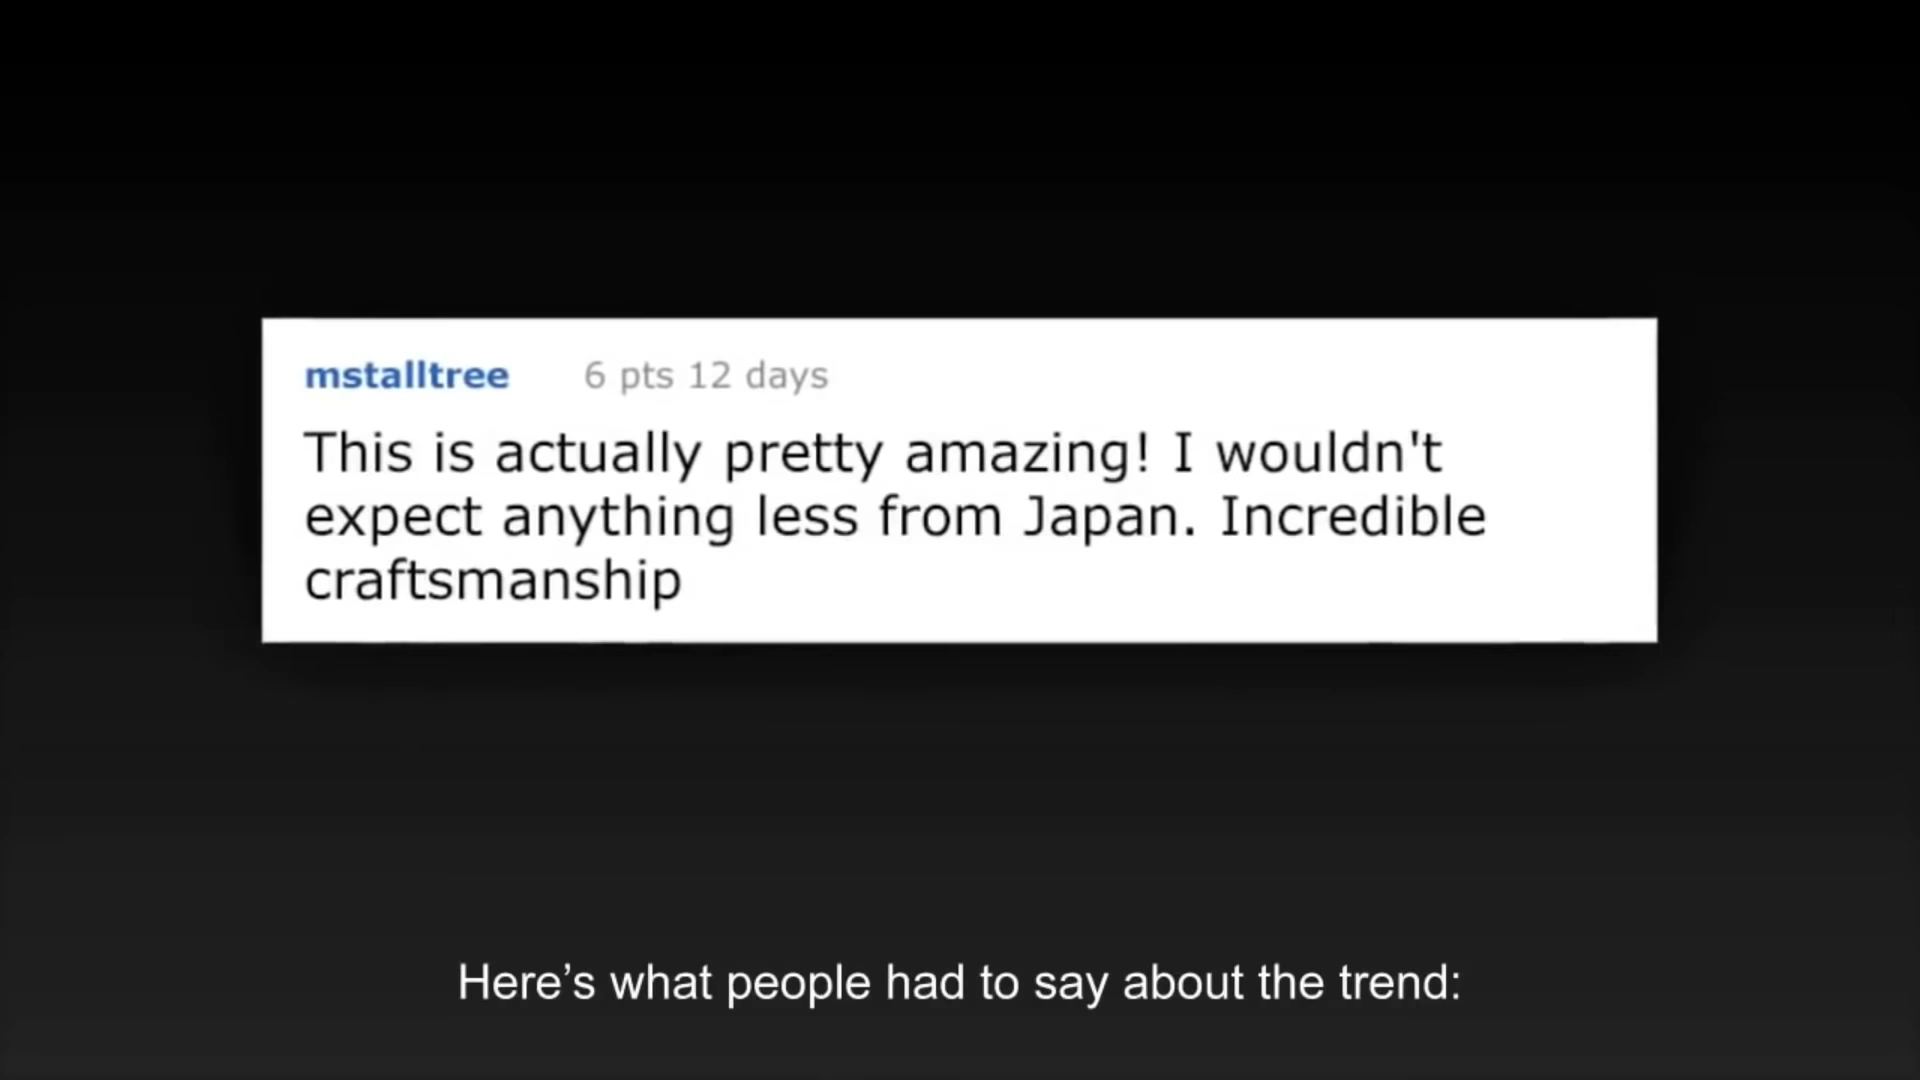 mstalltree 6 pts 12 days
This is actually pretty amazing! I wouldn't
expect anything less from Japan. Incredible
craftsmanship
Here’s what people had to say about the trend: